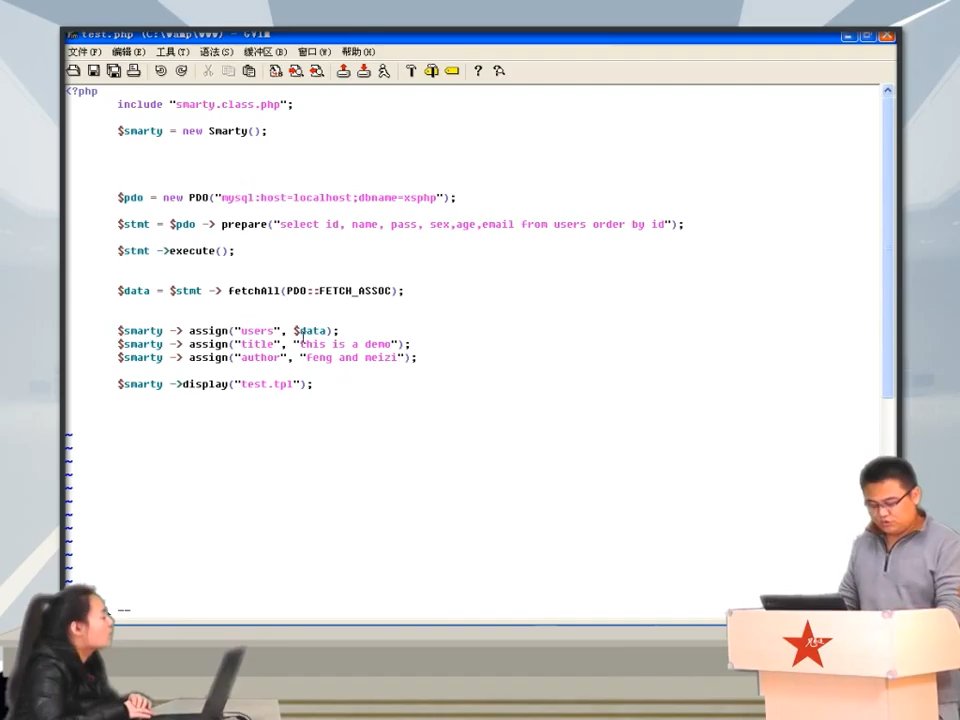 test.php (C:\wamp\www) - GVIM
文件(F) 编辑(E) 工具(T) 语法(S) 缓冲区(B) 窗口(W) 帮助(H)
<?php
include "smarty.class.php";
$smarty = new Smarty();
$pdo = new PDO("mysql:host=localhost;dbname=xsphp");
$stmt = $pdo -> prepare("select id, name, pass, sex,age,email from users order by id");
$stmt ->execute();
$data = $stmt -> fetchAll(PDO::FETCH_ASSOC);
$smarty -> assign("users", $data);
$smarty -> assign("title", "this is a demo");
$smarty -> assign("author", "feng and meizi");
$smarty ->display("test.tpl");
~
~
~
~
~
~
~
~
~
~
~
~
--